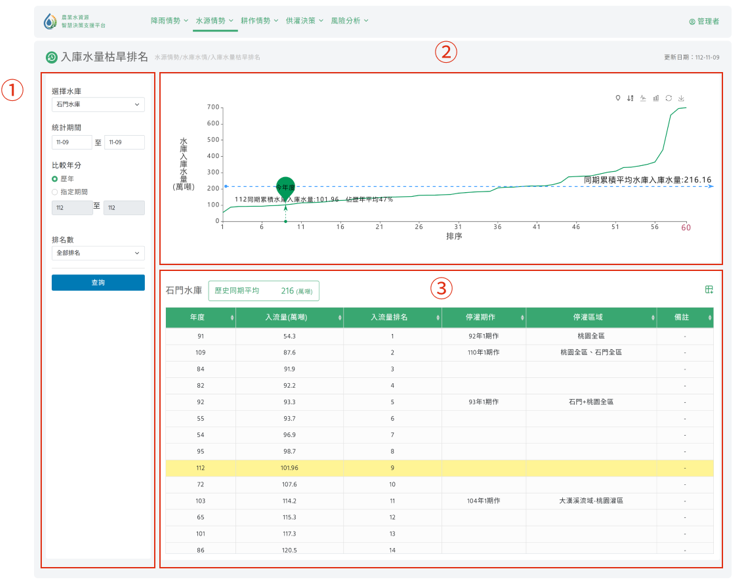 農業水資源
智慧決策支援平台
降雨情勢 水源情勢 耕作情勢 供灌決策 風險分析
管理者
入庫水量枯旱排名
水源情勢/水庫水情/入庫水量枯旱排名
更新日期：112-11-09
①
②
③
選擇水庫
石門水庫
統計期間
11-09 至 11-09
比較年分
歷年
指定期間
112 至 112
排名數
全部排名
查詢
水庫入庫水量(萬噸)
700
600
500
400
300
200
100
0
今年度
112同期累積水庫入庫水量:101.96 佔歷年平均47%
同期累積平均水庫入庫水量:216.16
1 6 11 16 21 26 31 36 41 46 51 56 60
排序
石門水庫 歷史同期平均 216 (萬噸)
年度 入流量(萬噸) 入流量排名 停灌期作 停灌區域 備註
91 54.3 1 92年1期作 桃園全區 -
109 87.6 2 110年1期作 桃園全區、石門全區 -
84 91.9 3 -
82 92.2 4 -
92 93.3 5 93年1期作 石門+桃園全區 -
55 93.7 6 -
54 96.9 7 -
95 98.7 8 -
112 101.96 9 -
72 107.6 10 -
103 114.2 11 104年1期作 大漢溪流域-桃園灌區 -
65 115.3 12 -
101 117.3 13 -
86 120.5 14 -